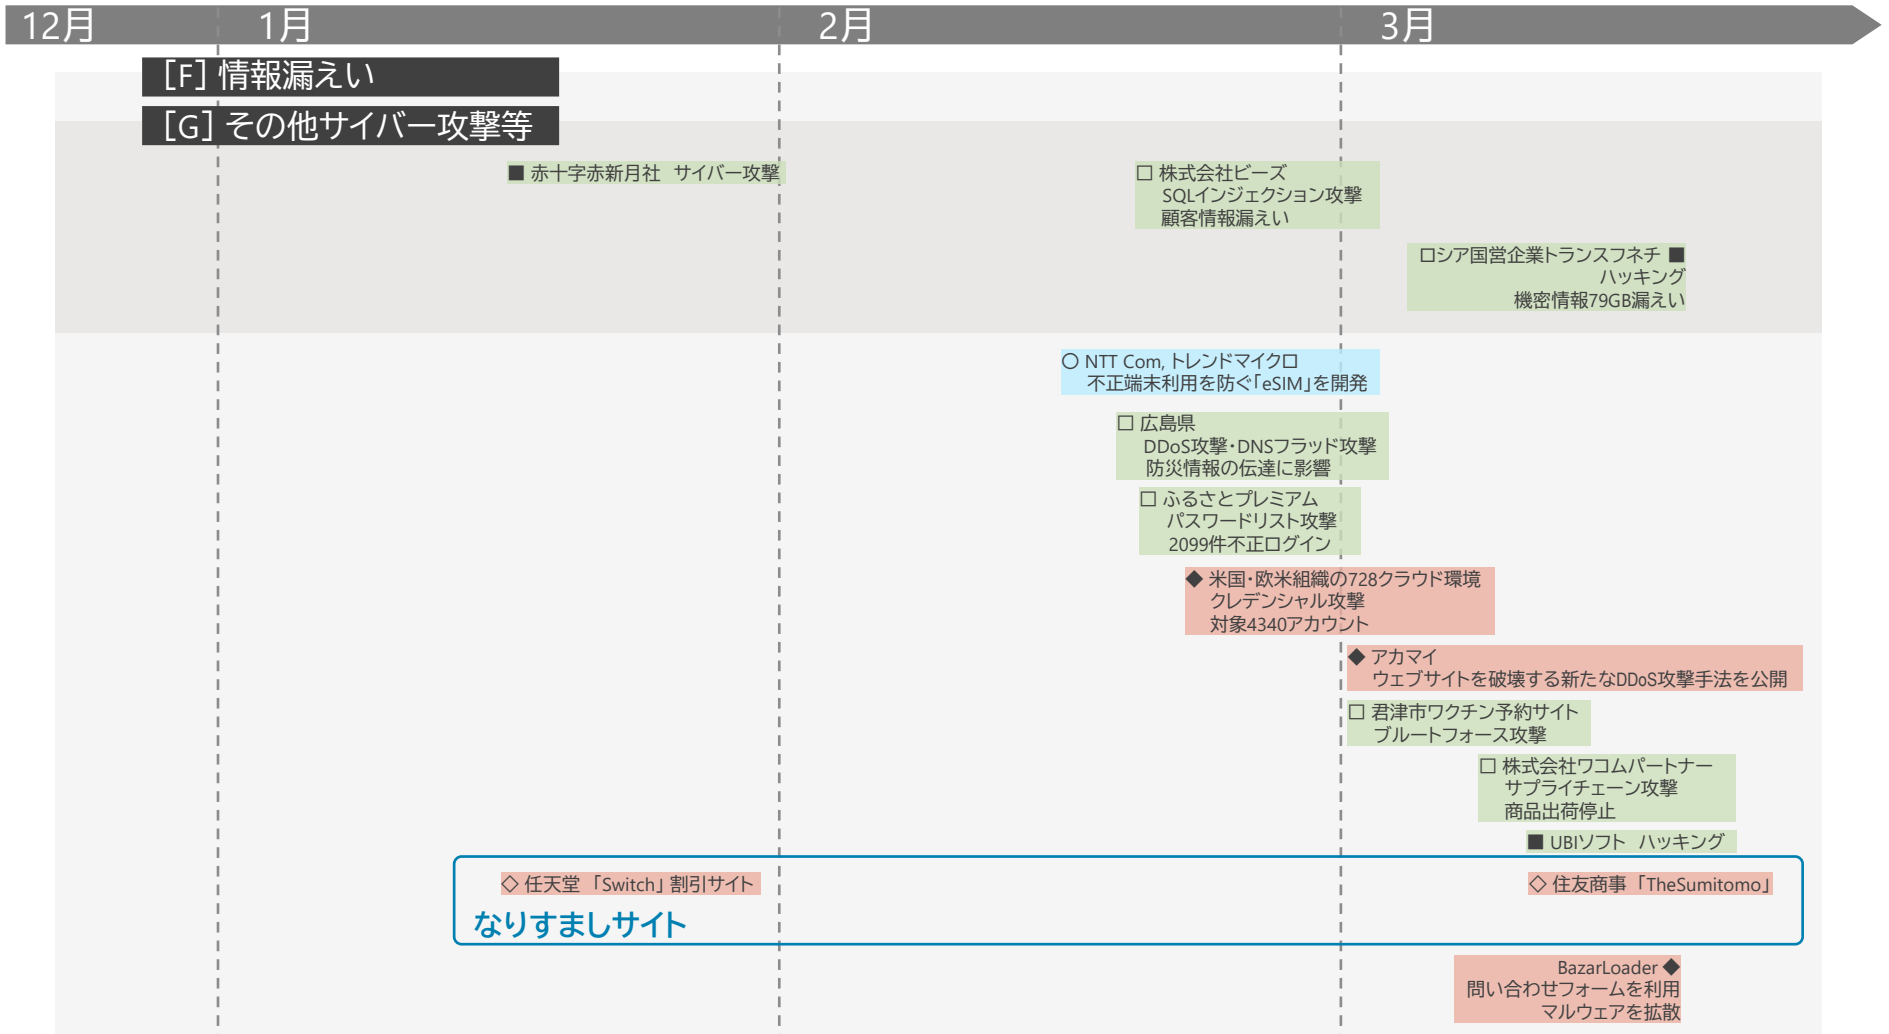 12月 1月 2月 3月
[F] 情報漏えい
[G] その他サイバー攻撃等
■ 赤十字赤新月社 サイバー攻撃
□ 株式会社ビーズ
SQLインジェクション攻撃
顧客情報漏えい
ロシア国営企業トランスフネチ ■
ハッキング
機密情報79GB漏えい
○ NTT Com, トレンドマイクロ
不正端末利用を防ぐ「eSIM」を開発
□ 広島県
DDoS攻撃・DNSフラッド攻撃
防災情報の伝達に影響
□ ふるさとプレミアム
パスワードリスト攻撃
2099件不正ログイン
◆ 米国・欧米組織の728クラウド環境
クレデンシャル攻撃
対象4340アカウント
◆ アカマイ
ウェブサイトを破壊する新たなDDoS攻撃手法を公開
□ 君津市ワクチン予約サイト
ブルートフォース攻撃
□ 株式会社ワコムパートナー
サプライチェーン攻撃
商品出荷停止
■ UBIソフト ハッキング
◇ 任天堂 「Switch」 割引サイト
◇ 住友商事 「TheSumitomo」
なりすましサイト
BazarLoader ◆
問い合わせフォームを利用
マルウェアを拡散